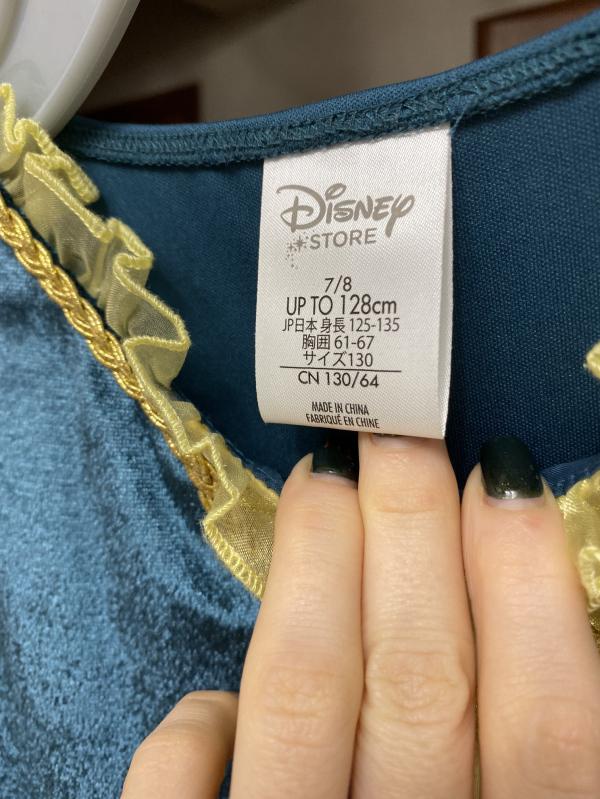 Disney
STORE
7/8
UP TO 128cm
JP日本 身長 125-135
胸囲 61-67
サイズ130
CN 130/64
MADE IN CHINA
FABRIQUÉ EN CHINE